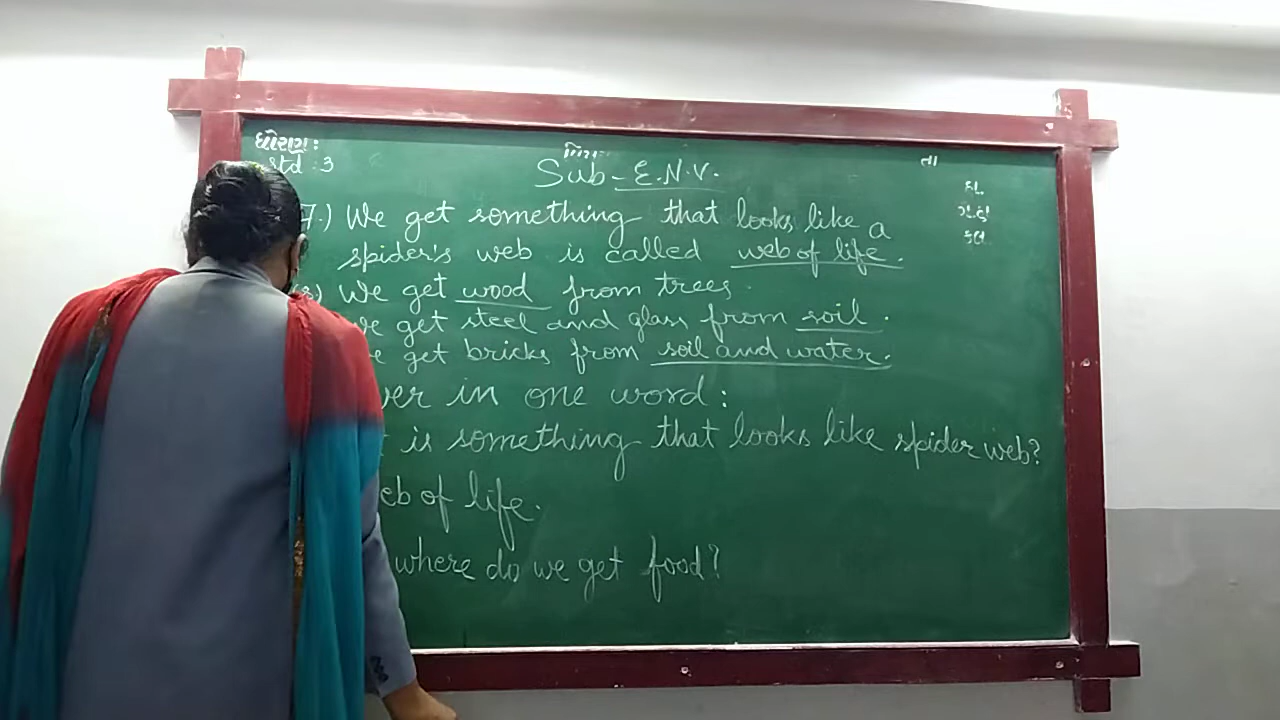 ધોરણ:
std : 3
તા
Sub - E.N.V.
7.) We get something that looks like a
spider's web is called web of life.
We get wood from trees.
get steel and glass from soil.
get bricks from soil and water.
in one word:
is something that looks like spider web?
of life.
where do we get food?